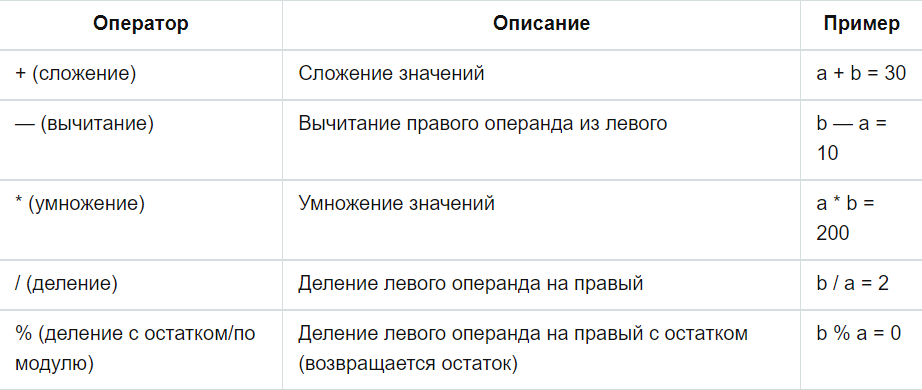 Оператор Описание Пример
+ (сложение) Сложение значений a + b = 30
— (вычитание) Вычитание правого операнда из левого b — a =
10
* (умножение) Умножение значений a * b =
200
/ (деление) Деление левого операнда на правый b / a = 2
% (деление с остатком/по Деление левого операнда на правый с остатком b % a = 0
модулю) (возвращается остаток)